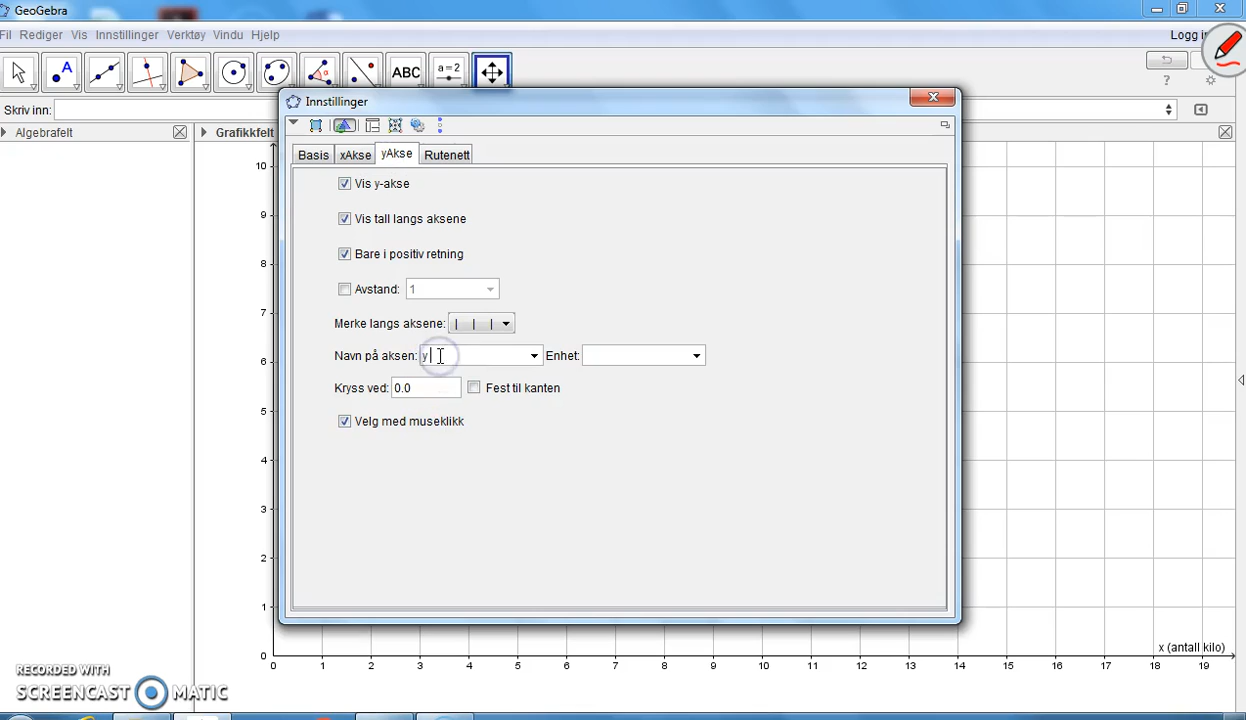 GeoGebra
Fil Rediger Vis Innstillinger Verktøy Vindu Hjelp Logg in
ABC a=2
Skriv inn:
Algebrafelt Grafikkfelt
Innstillinger
Basis xAkse yAkse Rutenett
Vis y-akse
Vis tall langs aksene
Bare i positiv retning
Avstand: 1
Merke langs aksene: | | |
Navn på aksen: y Enhet:
Kryss ved: 0.0 Fest til kanten
Velg med museklikk
10
9
8
7
6
5
4
3
2
1
0
x (antall kilo)
0 1 2 3 4 5 6 7 8 9 10 11 12 13 14 15 16 17 18 19
RECORDED WITH
SCREENCAST MATIC